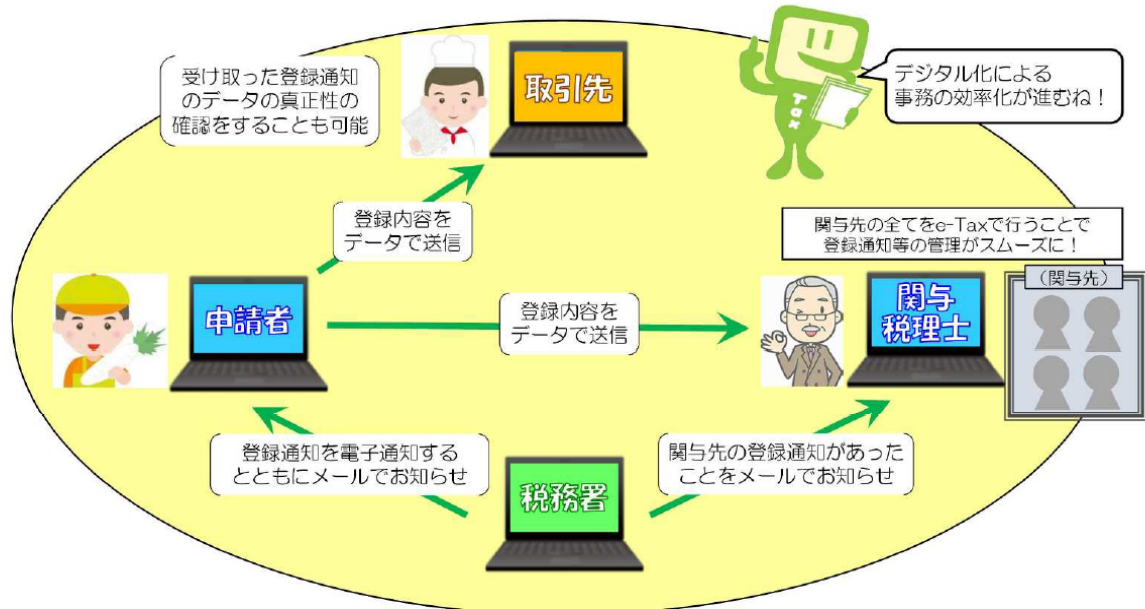 受け取った登録通知
のデータの真正性の
確認をすることも可能
取引先
Tax
デジタル化による
事務の効率化が進むね！
登録内容を
データで送信
関与先の全てをe-Taxで行うことで
登録通知等の管理がスムーズに！
申請者
登録内容を
データで送信
関与
税理士
（関与先）
登録通知を電子通知する
とともにメールでお知らせ
税務署
関与先の登録通知があった
ことをメールでお知らせ